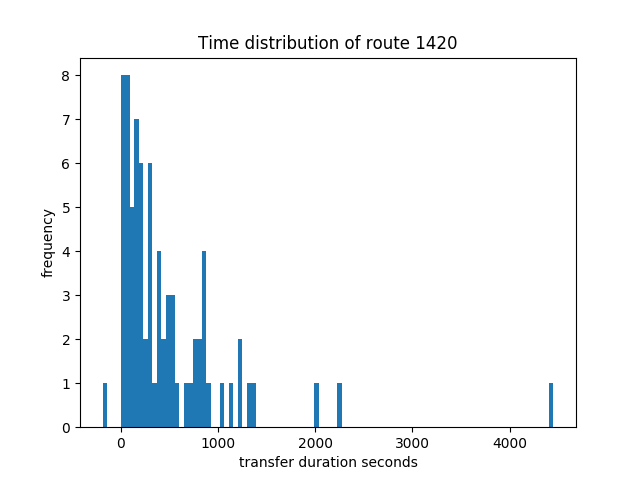 Time distribution of route 1420
8
7
6
5
4
3
2
1
0
frequency
0 1000 2000 3000 4000
transfer duration seconds